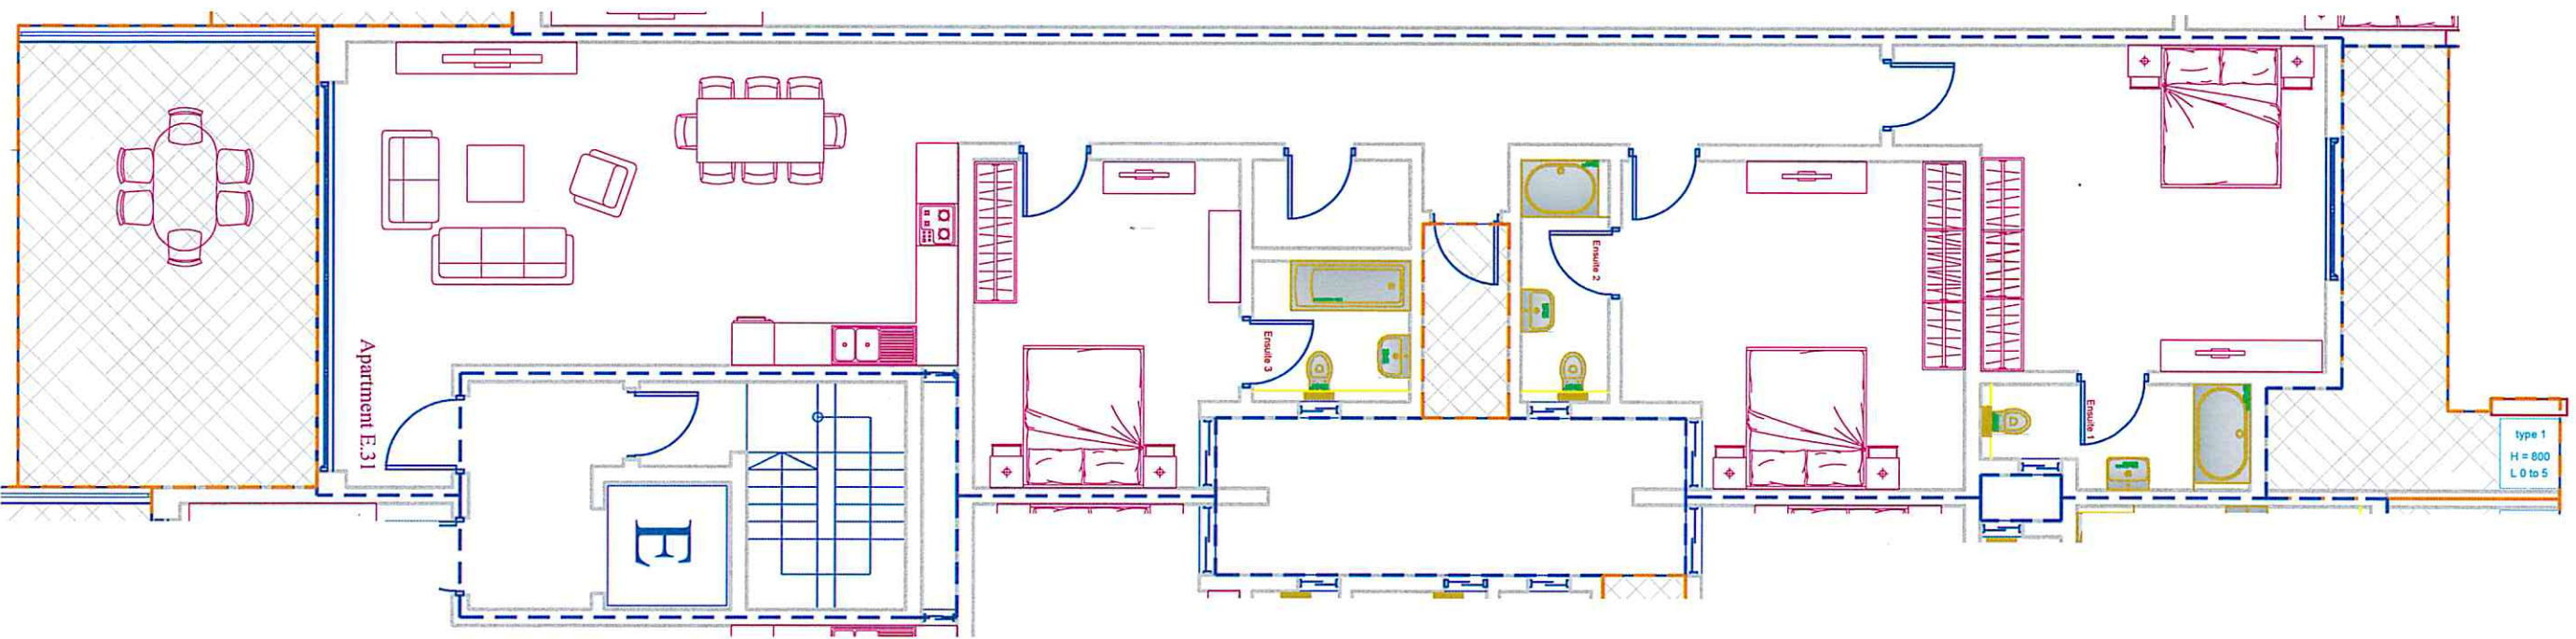 Apartment E.31
E
Ensuite 3
Ensuite 2
Ensuite 1
type 1
H = 800
L 0 to 5